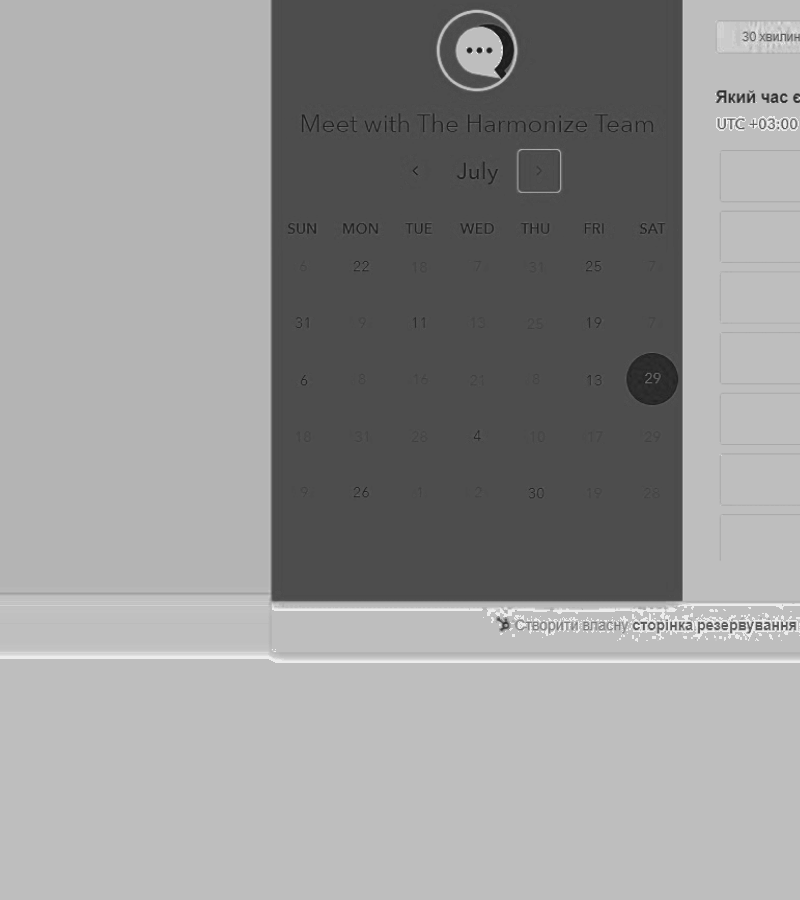 30 хвилин
Meet with The Harmonize Team
Який час є
UTC +03:00
July
SUN MON TUE WED THU FRI SAT
6 22 18 7 31 25 7
31 9 11 13 25 19 7
6 8 16 21 8 13 29
18 31 28 4 10 17 29
9 26 1 2 30 19 28
Створити власну сторінка резервування